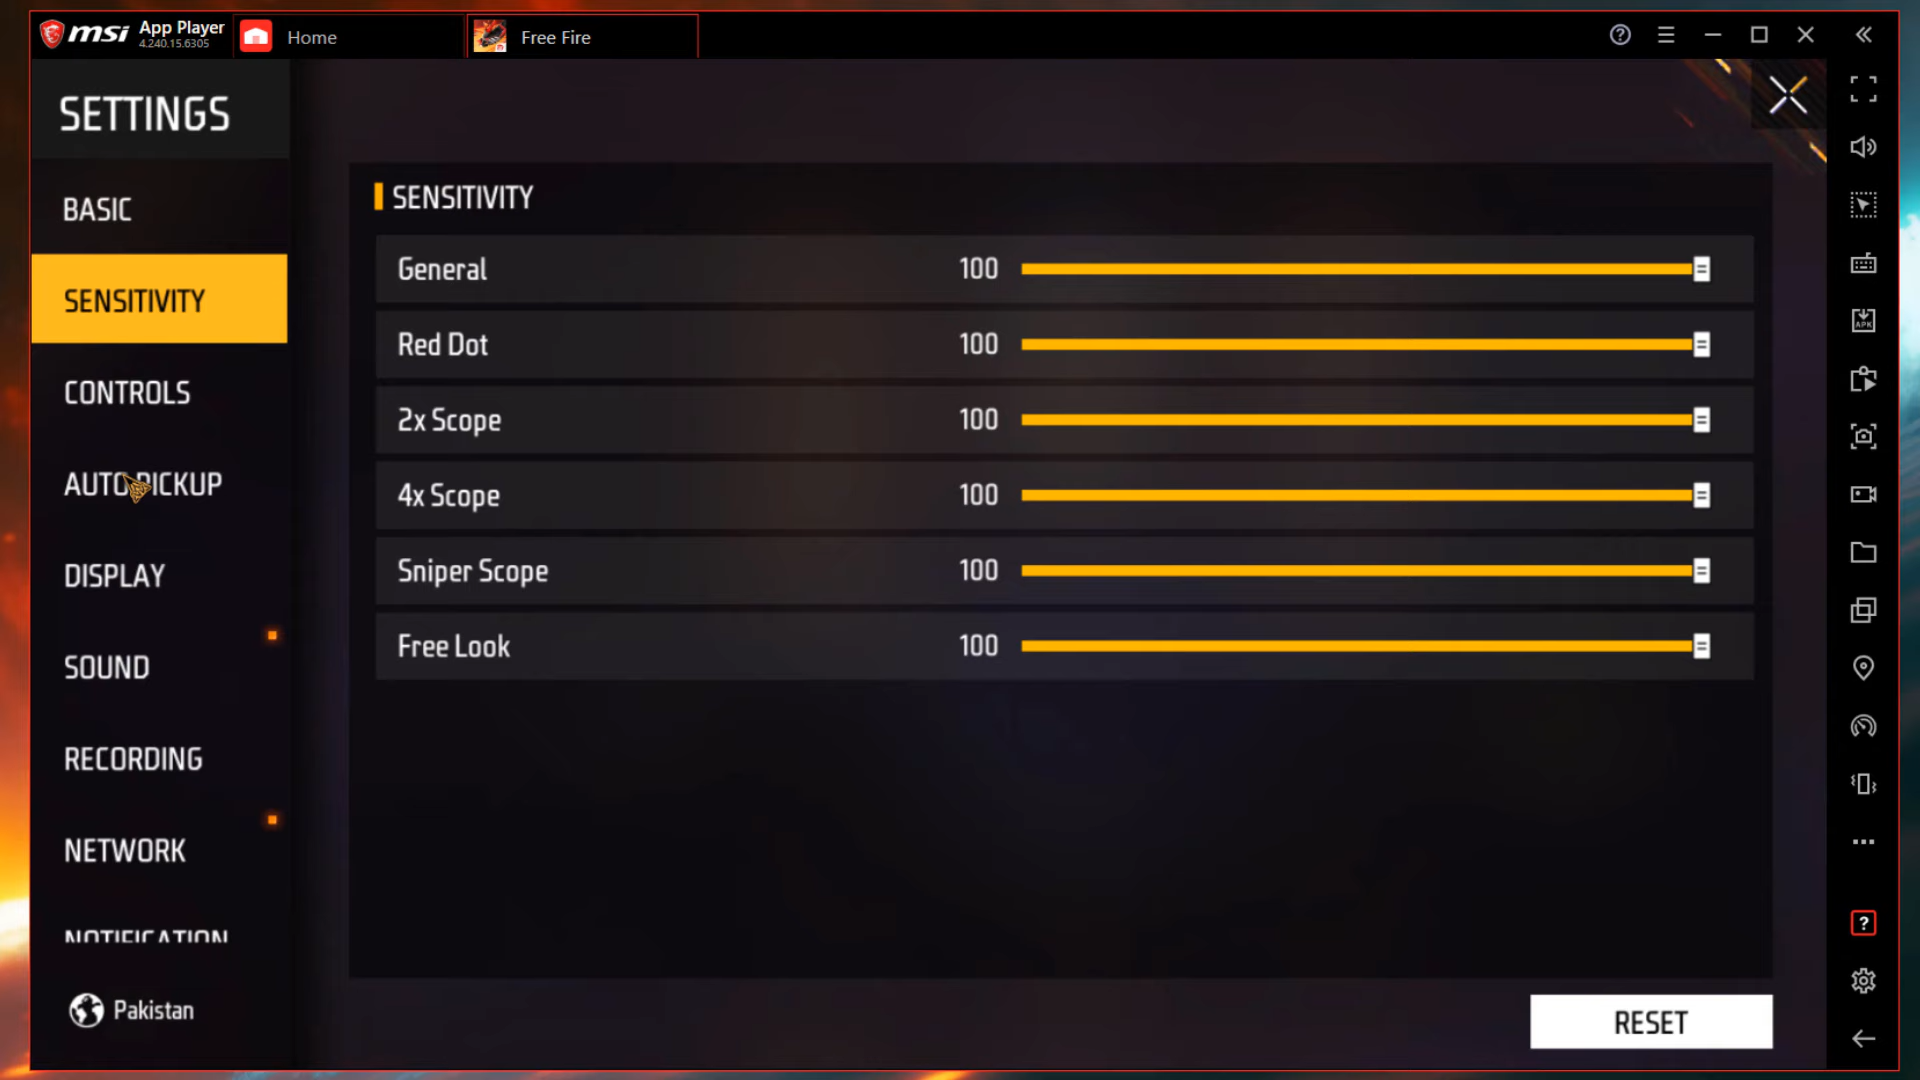 msi App Player
4.240.15.6305
Home
Free Fire
SETTINGS
BASIC
SENSITIVITY
CONTROLS
AUTO PICKUP
DISPLAY
SOUND
RECORDING
NETWORK
NOTIFICATION
Pakistan
SENSITIVITY
General 100
Red Dot 100
2x Scope 100
4x Scope 100
Sniper Scope 100
Free Look 100
RESET
APK